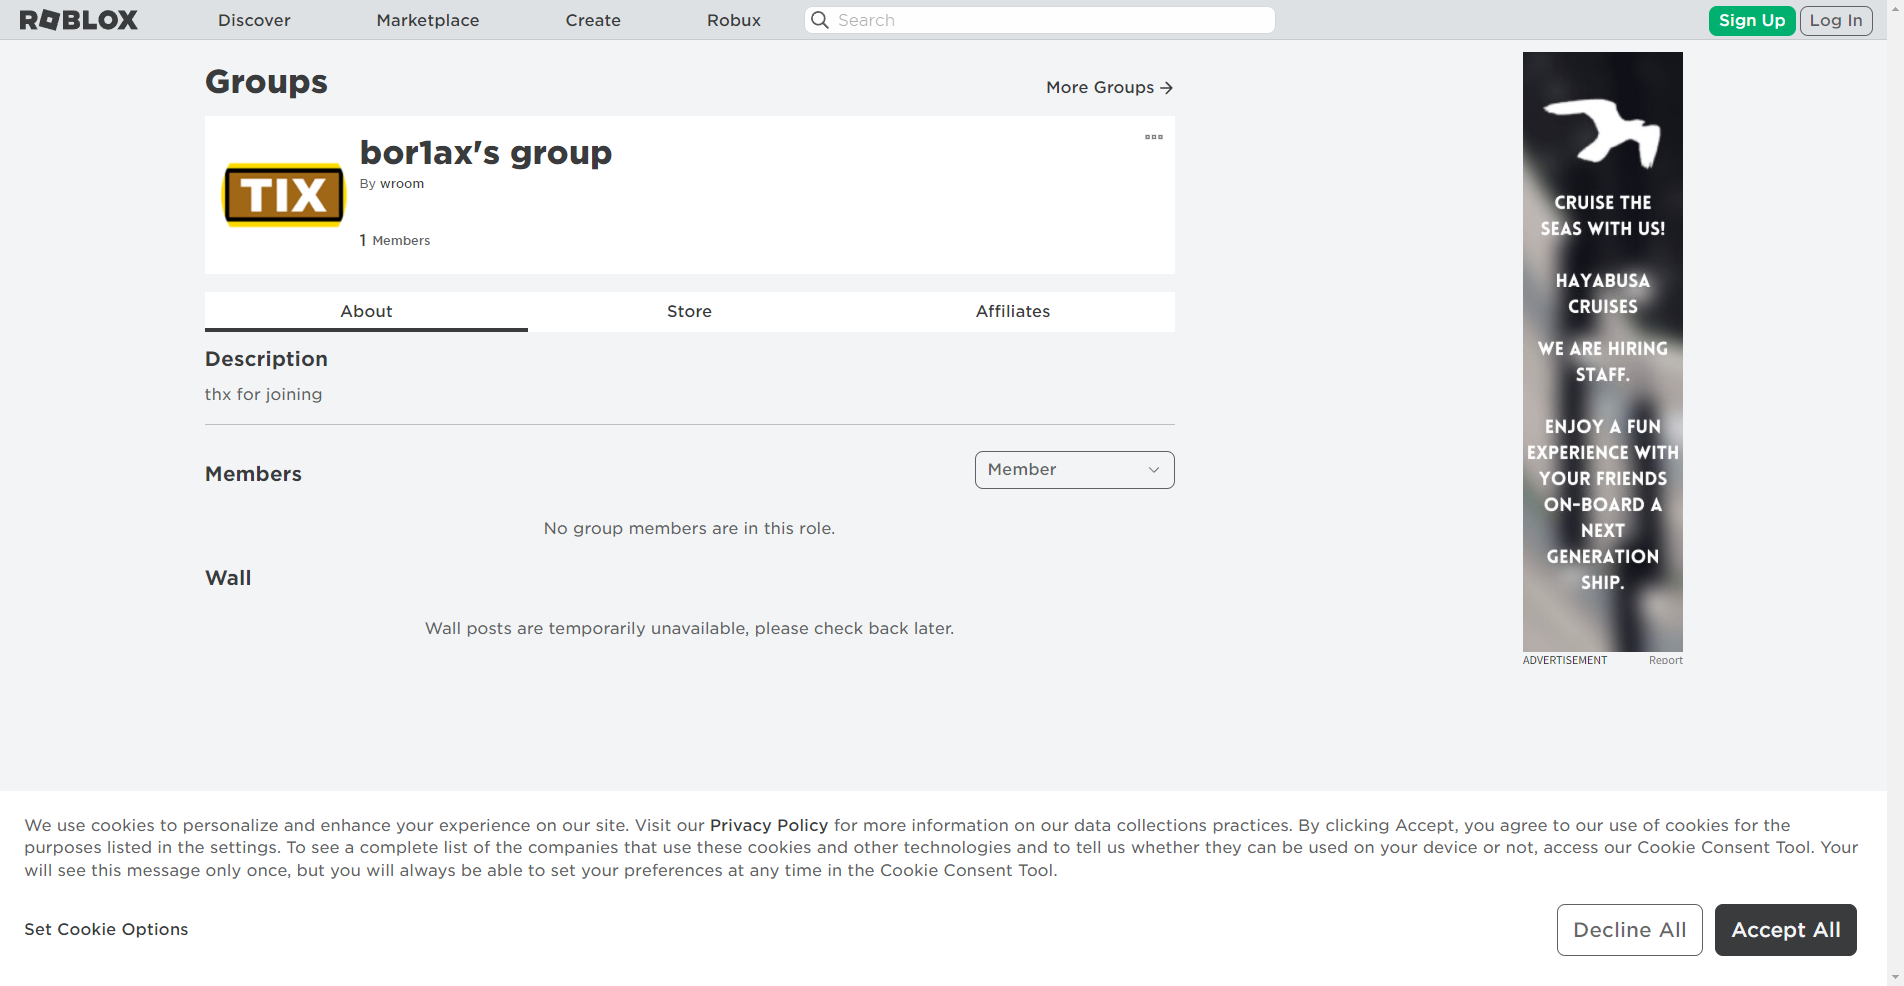 ROBLOX
Discover
Marketplace
Create
Robux
Search
Sign Up
Log In
Groups
More Groups
TIX
bor1ax's group
By wroom
1 Members
About
Store
Affiliates
Description
thx for joining
Members
Member
No group members are in this role.
Wall
Wall posts are temporarily unavailable, please check back later.
CRUISE THE
SEAS WITH US!
HAYABUSA
CRUISES
WE ARE HIRING
STAFF.
ENJOY A FUN
EXPERIENCE WITH
YOUR FRIENDS
ON-BOARD A
NEXT
GENERATION
SHIP.
ADVERTISEMENT
Report
We use cookies to personalize and enhance your experience on our site. Visit our Privacy Policy for more information on our data collections practices. By clicking Accept, you agree to our use of cookies for the
purposes listed in the settings. To see a complete list of the companies that use these cookies and other technologies and to tell us whether they can be used on your device or not, access our Cookie Consent Tool. Your
will see this message only once, but you will always be able to set your preferences at any time in the Cookie Consent Tool.
Set Cookie Options
Decline All
Accept All